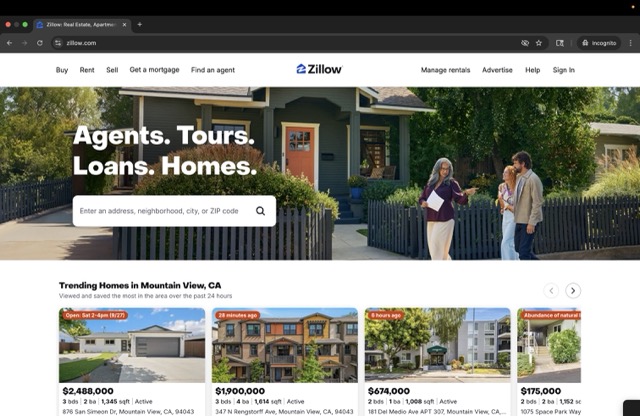 Zillow: Real Estate, Apartme
zillow.com
Incognito
Buy Rent Sell Get a mortgage Find an agent Zillow Manage rentals Advertise Help Sign In
Agents. Tours.
Loans. Homes.
Enter an address, neighborhood, city, or ZIP code
Trending Homes in Mountain View, CA
Viewed and saved the most in the area over the past 24 hours
Open: Sat 2-4pm (9/27)
$2,488,000
3 bds | 2 ba | 1,345 sqft | Active
876 San Simeon Dr, Mountain View, CA, 94043
28 minutes ago
$1,900,000
3 bds | 4 ba | 1,614 sqft | Active
347 N Rengstorff Ave, Mountain View, CA, 94043
6 hours ago
$674,000
2 bds | 1 ba | 1,008 sqft | Active
181 Del Medio Ave APT 307, Mountain View, CA,...
Abundance of natural l
$175,000
2 bds | 2 ba | 1,152 sc
1075 Space Park Way